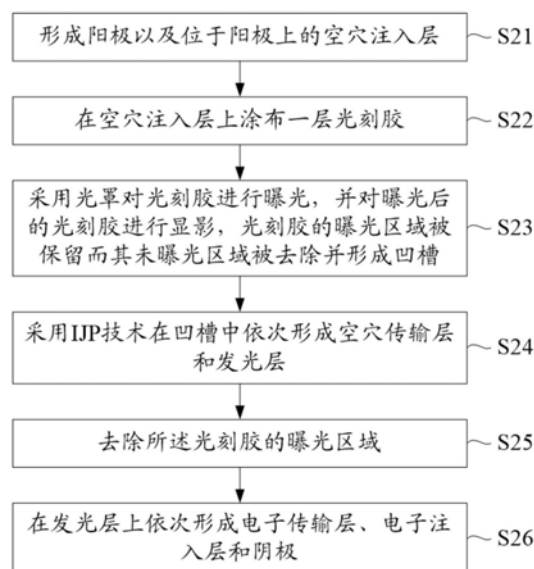 形成阳极以及位于阳极上的空穴注入层
S21
在空穴注入层上涂布一层光刻胶
S22
采用光罩对光刻胶进行曝光，并对曝光后
的光刻胶进行显影，光刻胶的曝光区域被
保留而其未曝光区域被去除并形成凹槽
S23
采用IJP技术在凹槽中依次形成空穴传输层
和发光层
S24
去除所述光刻胶的曝光区域
S25
在发光层上依次形成电子传输层、电子注
入层和阴极
S26